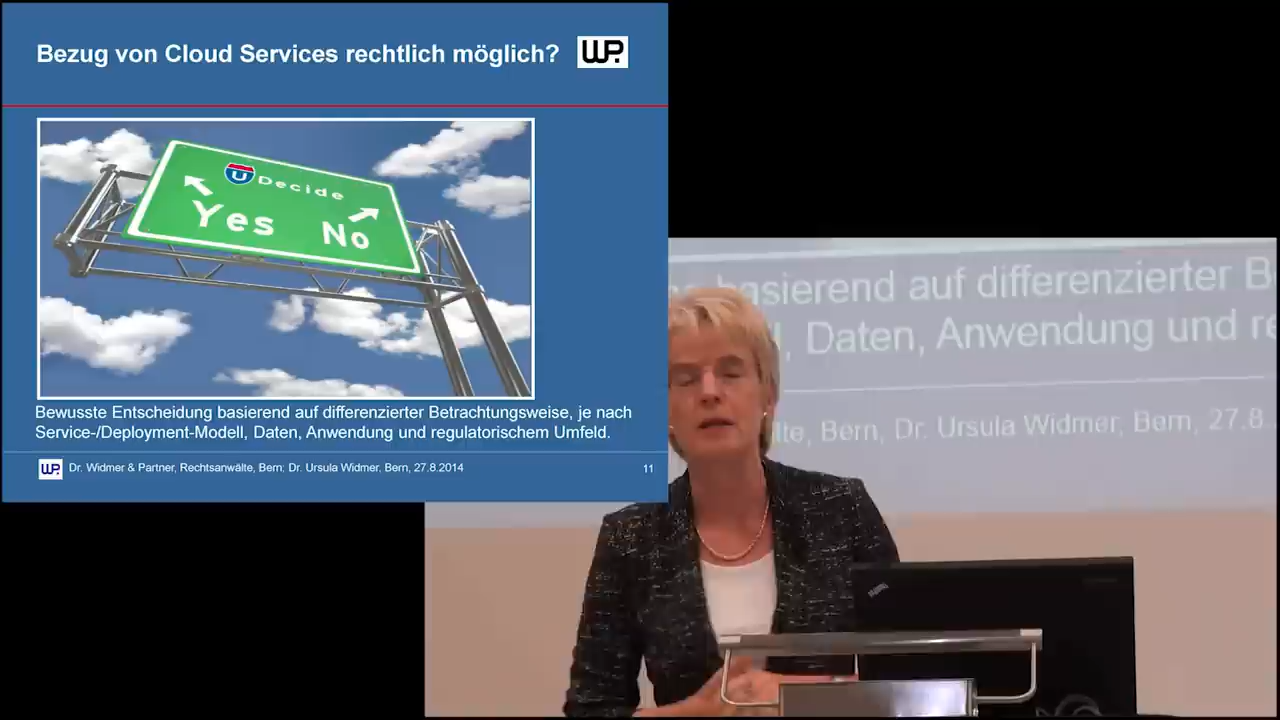 Bezug von Cloud Services rechtlich möglich?
WP.
U Decide
Yes No
Bewusste Entscheidung basierend auf differenzierter Betrachtungsweise, je nach
Service-/Deployment-Modell, Daten, Anwendung und regulatorischem Umfeld.
WP. Dr. Widmer & Partner, Rechtsanwälte, Bern; Dr. Ursula Widmer, Bern, 27.8.2014
11
basierend auf differenzierter B
, Daten, Anwendung und re
lte, Bern, Dr. Ursula Widmer, Bern, 27.8.